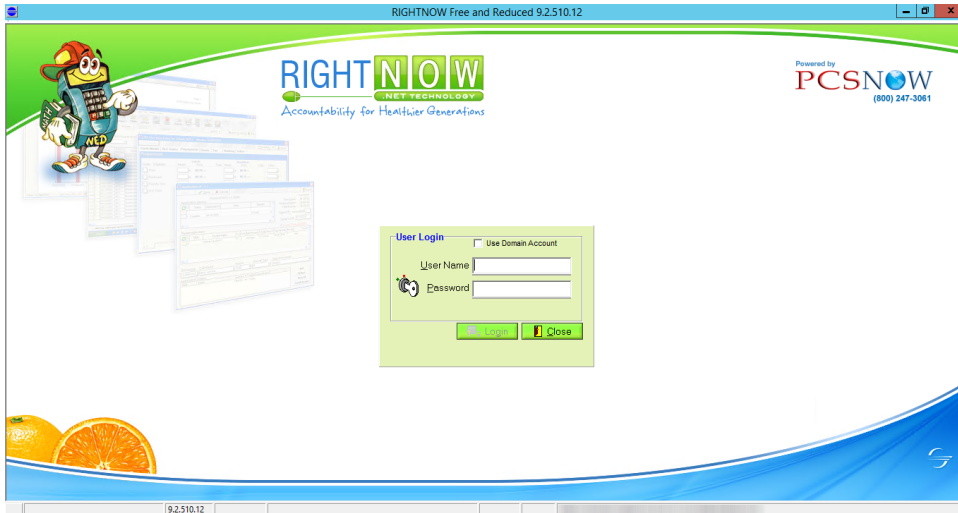 RIGHTNOW Free and Reduced 9.2.510.12
RIGHT NOW
.NET TECHNOLOGY
Accountability for Healthier Generations
Powered by
PCSNOW
(800) 247-3061
MATH
NED
User Login
Use Domain Account
User Name
Password
Login
Close
9.2.510.12